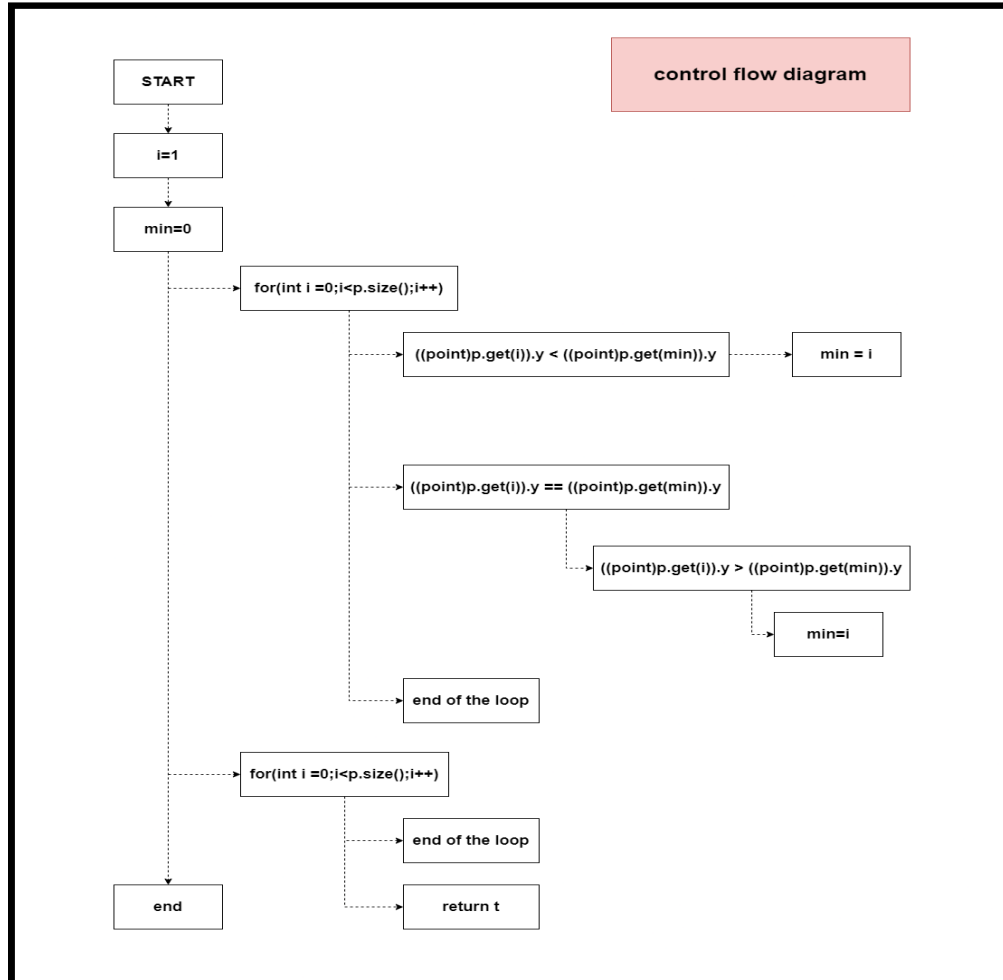 control flow diagram
START
i=1
min=0
for(int i =0;i<p.size();i++)
((point)p.get(i)).y < ((point)p.get(min)).y
min = i
((point)p.get(i)).y == ((point)p.get(min)).y
((point)p.get(i)).y > ((point)p.get(min)).y
min=i
end of the loop
for(int i =0;i<p.size();i++)
end of the loop
end
return t